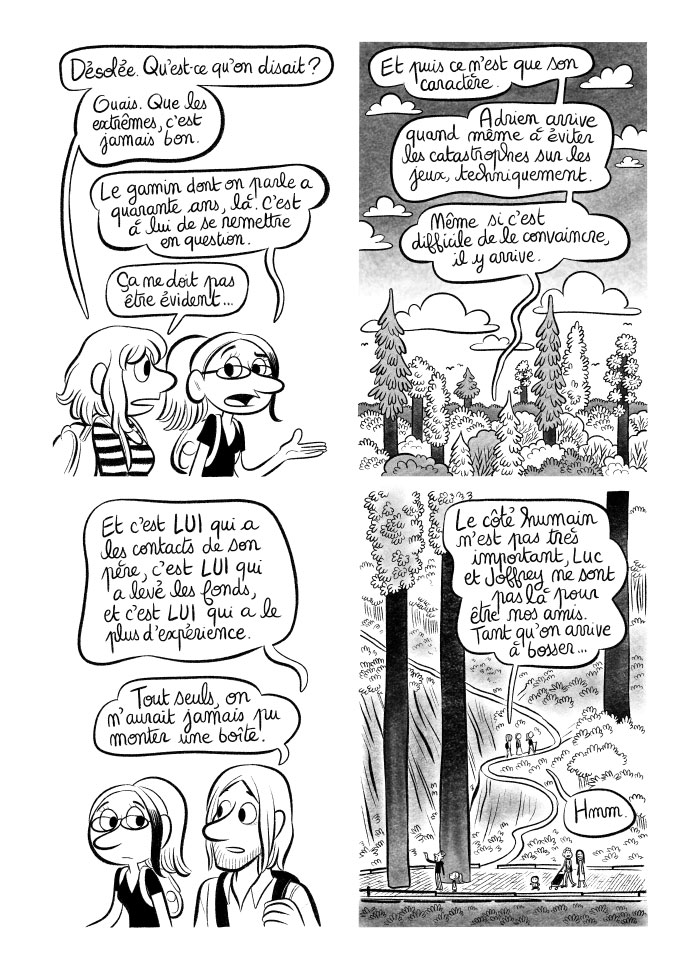 Désolée. Qu'est-ce qu'on disait ?
Ouais. Que les
extrêmes, c'est
jamais bon.
Le gamin dont on parle a
quarante ans, là. C'est
à lui de se remettre
en question.
Ça ne doit pas
être évident...
Et puis ce n'est que son
caractère.
Adrien arrive
quand même à éviter
les catastrophes sur les
jeux, techniquement.
Même si c'est
difficile de le convaincre,
il y arrive.
Et c'est LUI qui a
les contacts de son
père, c'est LUI qui
a levé les fonds,
et c'est LUI qui a le
plus d'expérience.
Tout seuls, on
n'aurait jamais pu
monter une boîte.
Le côté humain
n'est pas très
important, Luc
et Joffrey ne sont
pas là pour
être nos amis.
Tant qu'on arrive
à bosser...
Hmm.